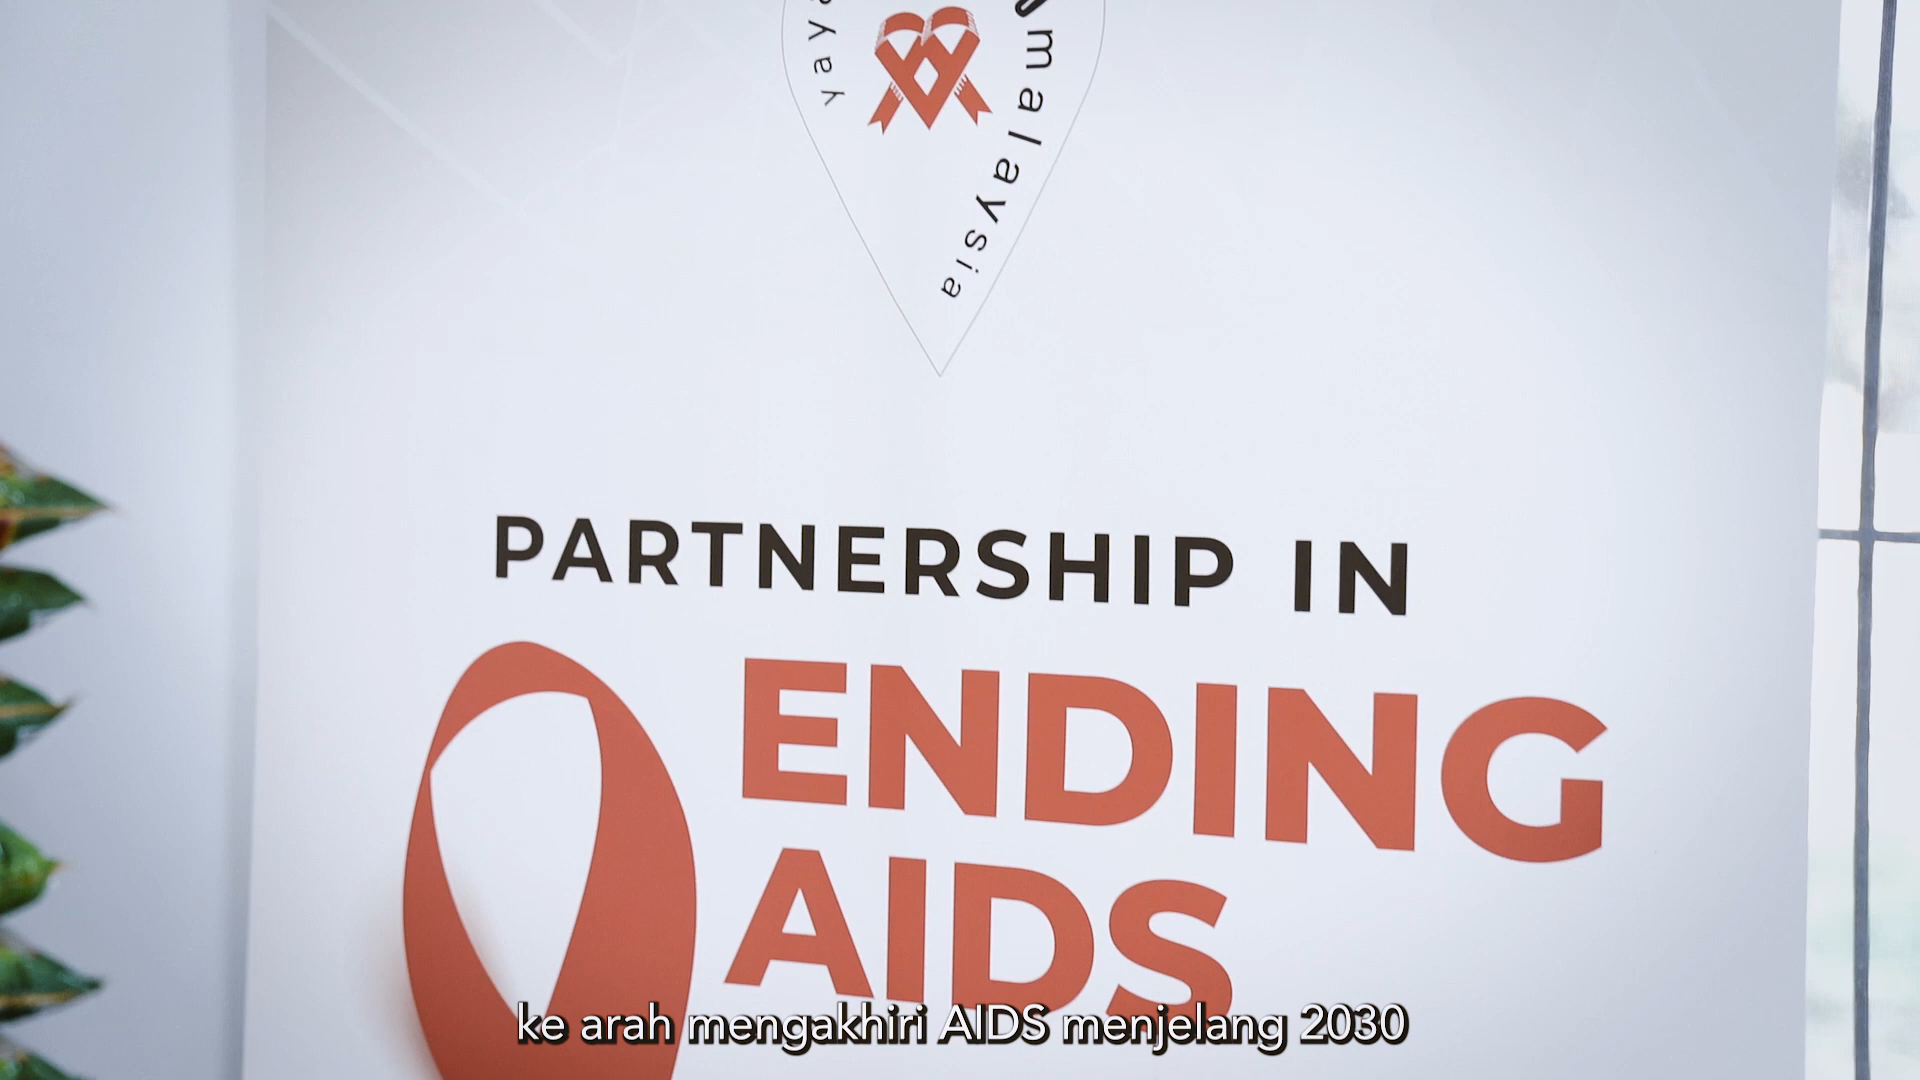 malaysia
PARTNERSHIP IN
ENDING
AIDS
ke arah mengakhiri AIDS menjelang 2030